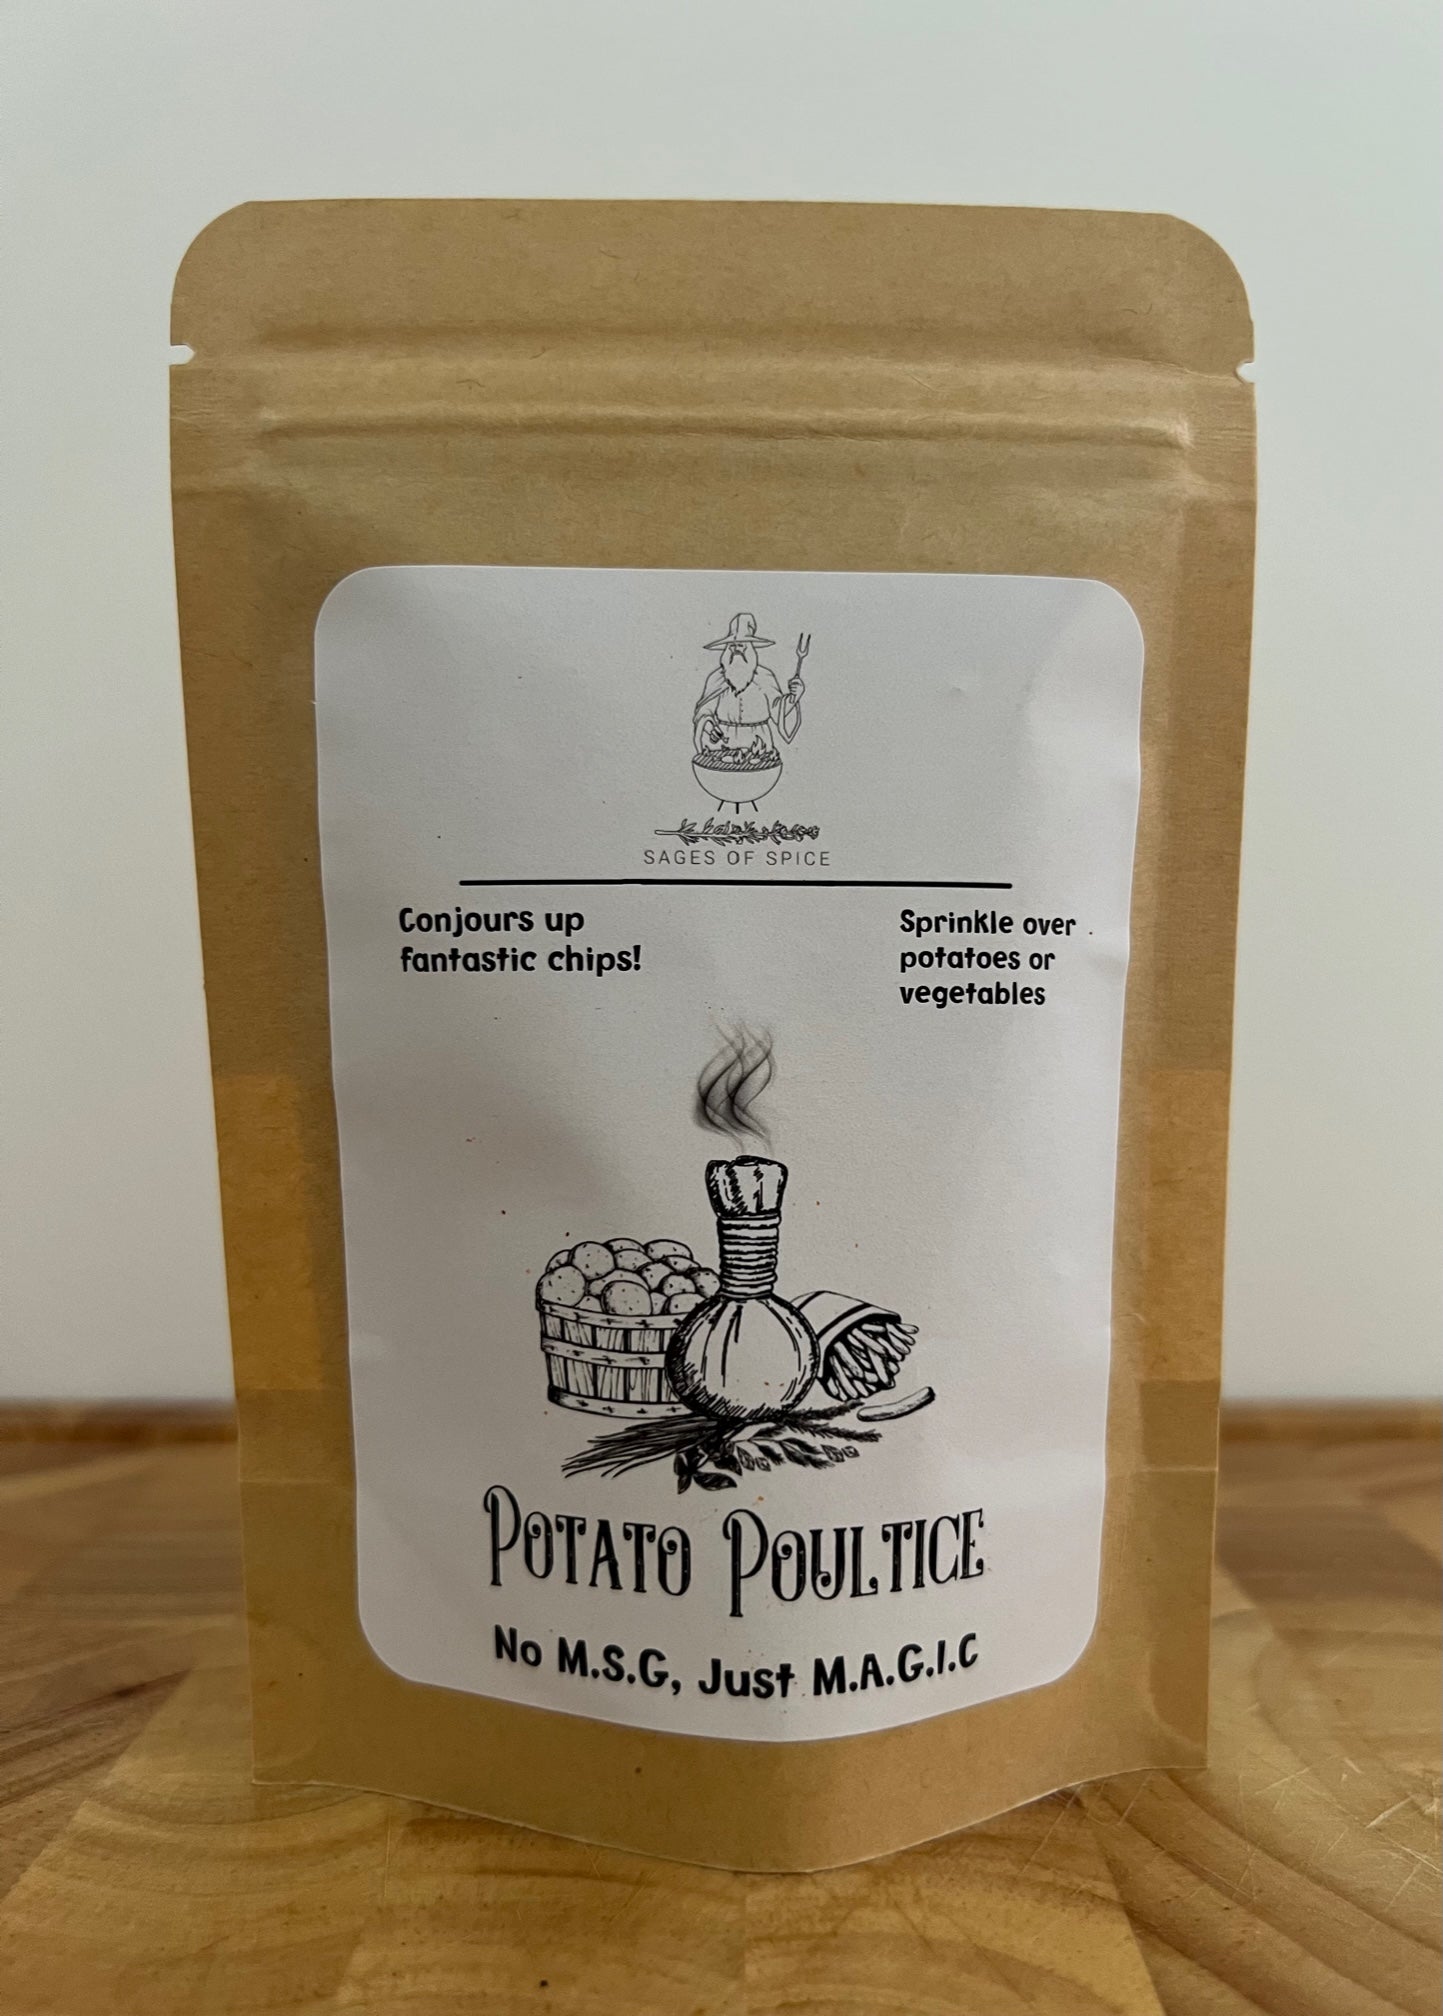 SAGES OF SPICE
Conjours up
fantastic chips!
Sprinkle over
potatoes or
vegetables
POTATO POULTICE
No M.S.G, Just M.A.G.I.C